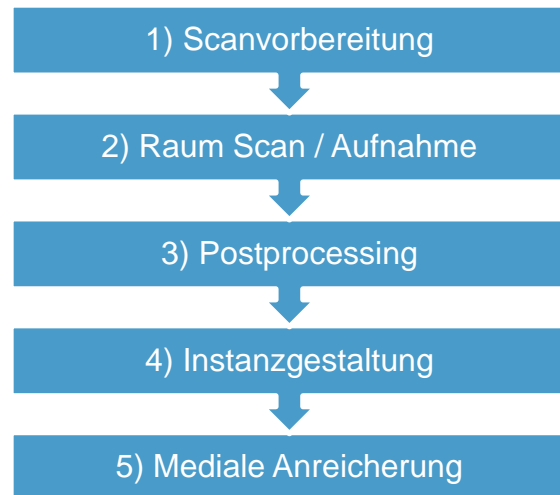 1) Scanvorbereitung
2) Raum Scan / Aufnahme
3) Postprocessing
4) Instanzgestaltung
5) Mediale Anreicherung